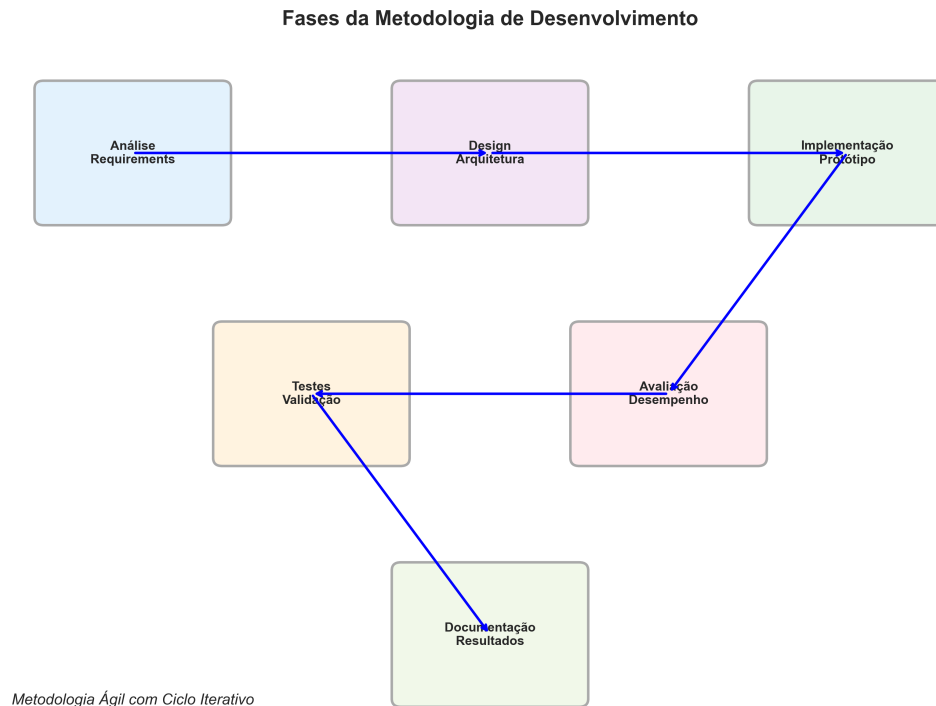 Fases da Metodologia de Desenvolvimento
Análise
Requirements
Design
Arquitetura
Implementação
Protótipo
Testes
Validação
Avaliação
Desempenho
Documentação
Resultados
Metodologia Ágil com Ciclo Iterativo